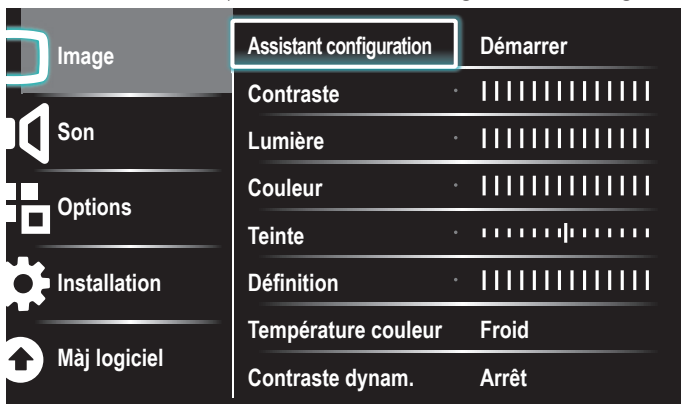 Image
Son
Options
Installation
Màj logiciel
Assistant configuration Démarrer
Contraste
Lumière
Couleur
Teinte
Définition
Température couleur Froid
Contraste dynam. Arrêt